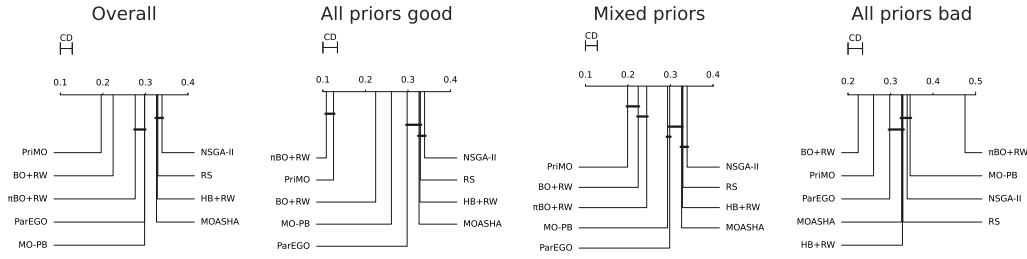 Overall
CD
0.1 0.2 0.3 0.4
PriMO
BO+RW
πBO+RW
ParEGO
MO-PB
NSGA-II
RS
HB+RW
MOASHA
All priors good
CD
0.1 0.2 0.3 0.4
πBO+RW
PriMO
BO+RW
MO-PB
ParEGO
NSGA-II
RS
HB+RW
MOASHA
Mixed priors
CD
0.1 0.2 0.3 0.4
PriMO
BO+RW
πBO+RW
MO-PB
ParEGO
NSGA-II
RS
HB+RW
MOASHA
All priors bad
CD
0.2 0.3 0.4 0.5
BO+RW
PriMO
ParEGO
MOASHA
HB+RW
πBO+RW
MO-PB
NSGA-II
RS